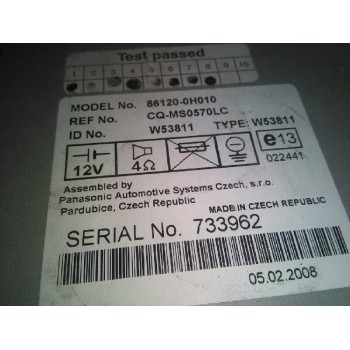 Test passed
1 2 3 4 5 6 7 8 9 10
MODEL No. 86120-0H010
REF No. CQ-MS0570LC
ID No. W53811 TYPE: W53811
12V 4Ω e13
022441
Assembled by
Panasonic Automotive Systems Czech, s.r.o.
Pardubice, Czech Republic
MADE IN CZECH REPUBLIC
SERIAL No. 733962
05.02.2008